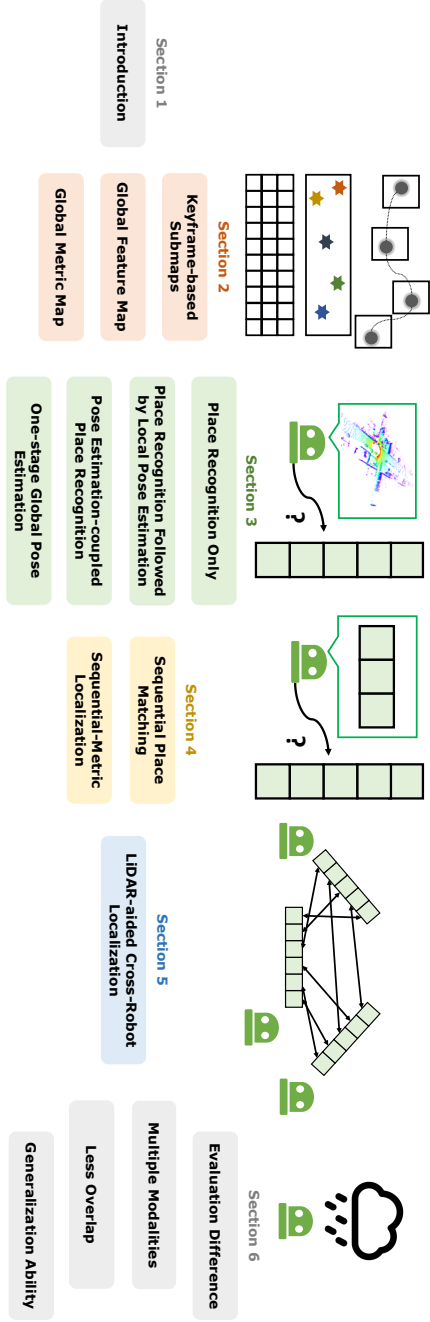 Section 1
Introduction
Section 2
Keyframe-based
Submaps
Global Feature Map
Global Metric Map
?
Section 3
Place Recognition Only
Place Recognition Followed
by Local Pose Estimation
Pose Estimation-coupled
Place Recognition
One-stage Global Pose
Estimation
?
Section 4
Sequential Place
Matching
Sequential-Metric
Localization
Section 5
LiDAR-aided Cross-Robot
Localization
Section 6
Evaluation Difference
Multiple Modalities
Less Overlap
Generalization Ability